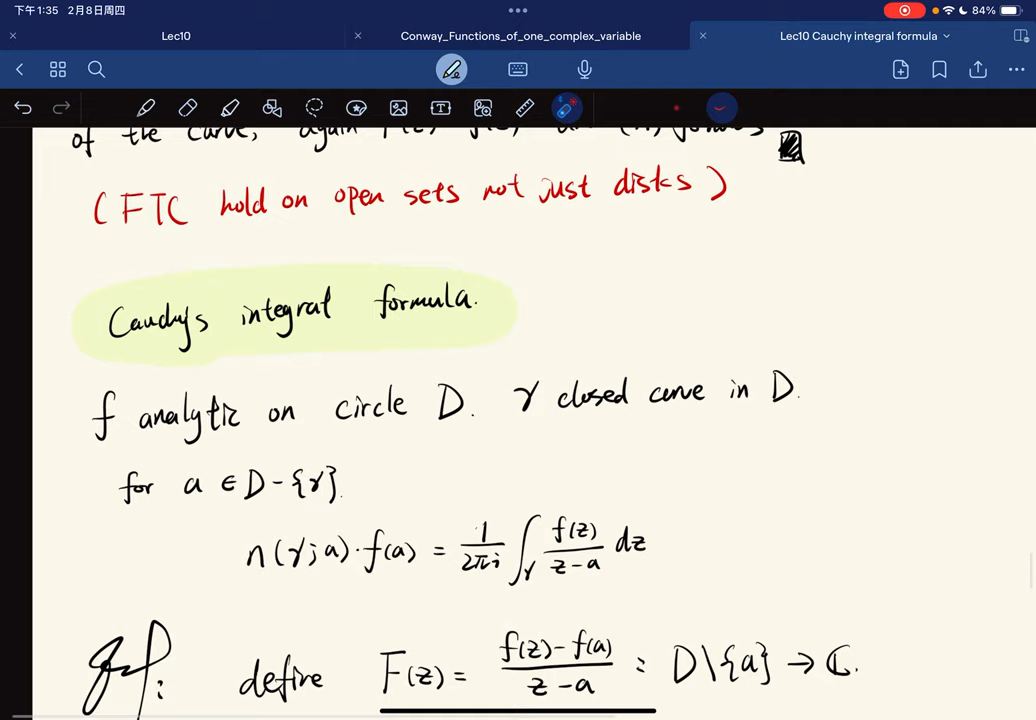 下午1:35 2月8日周四
84%
Lec10
Conway_Functions_of_one_complex_variable
Lec10 Cauchy integral formula
of the curve, again
(FTC hold on open sets not just disks)
Cauchy's integral formula.
f analytic on circle D. γ closed curve in D.
for a ∈ D - {γ}.
n(γ; a) · f(a) = 1/2πi ∫_γ f(z)/z-a dz
define F(z) = f(z)-f(a)/z-a : D\{a} → ℂ.